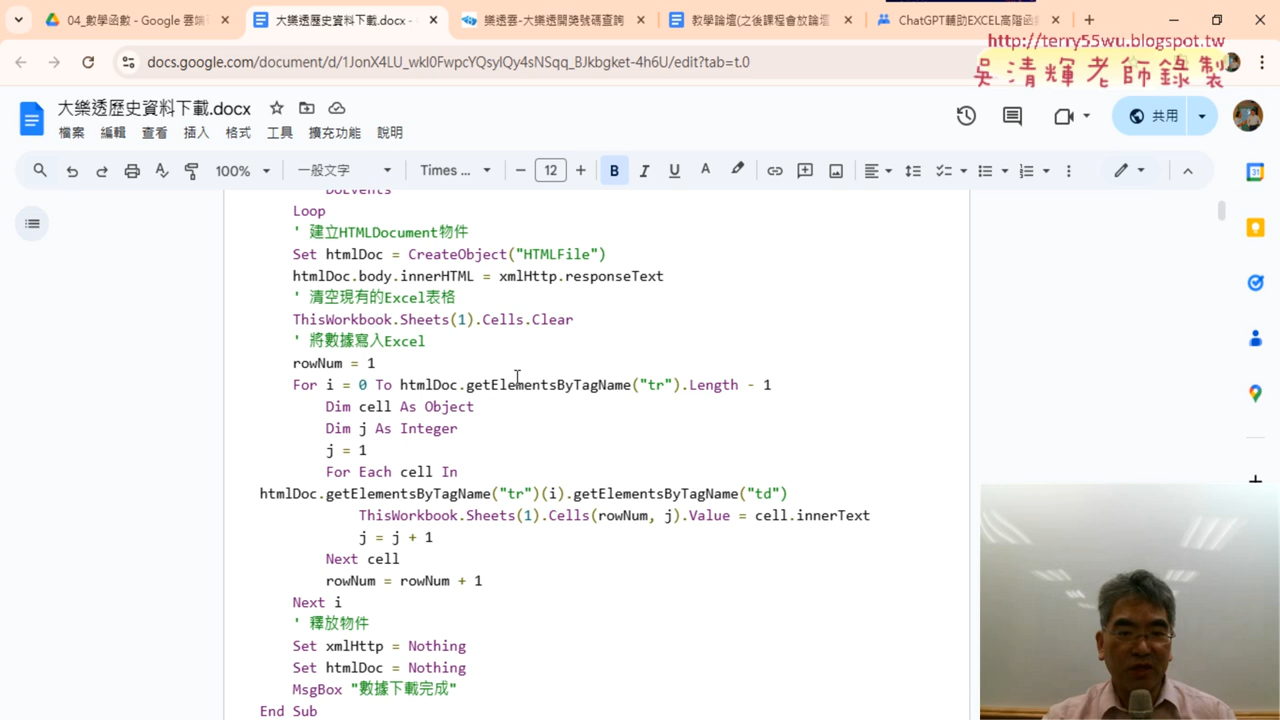 04_數學函數 - Google 雲端
大樂透歷史資料下載.docx -
樂透雲-大樂透開獎號碼查詢
教學論壇(之後課程會放論壇
ChatGPT輔助EXCEL高階函
http://terry55wu.blogspot.tw
docs.google.com/document/d/1JonX4LU_wkI0FwpcYQsylQy4sNSqq_BJkbgket-4h6U/edit?tab=t.0
吳清輝老師錄製
大樂透歷史資料下載.docx
檔案 編輯 查看 插入 格式 工具 擴充功能 說明
共用
100% 一般文字 Times ... 12 B I U A
DoEvents
Loop
' 建立HTMLDocument物件
Set htmlDoc = CreateObject("HTMLFile")
htmlDoc.body.innerHTML = xmlHttp.responseText
' 清空現有的Excel表格
ThisWorkbook.Sheets(1).Cells.Clear
' 將數據寫入Excel
rowNum = 1
For i = 0 To htmlDoc.getElementsByTagName("tr").Length - 1
Dim cell As Object
Dim j As Integer
j = 1
For Each cell In
htmlDoc.getElementsByTagName("tr")(i).getElementsByTagName("td")
ThisWorkbook.Sheets(1).Cells(rowNum, j).Value = cell.innerText
j = j + 1
Next cell
rowNum = rowNum + 1
Next i
' 釋放物件
Set xmlHttp = Nothing
Set htmlDoc = Nothing
MsgBox "數據下載完成"
End Sub